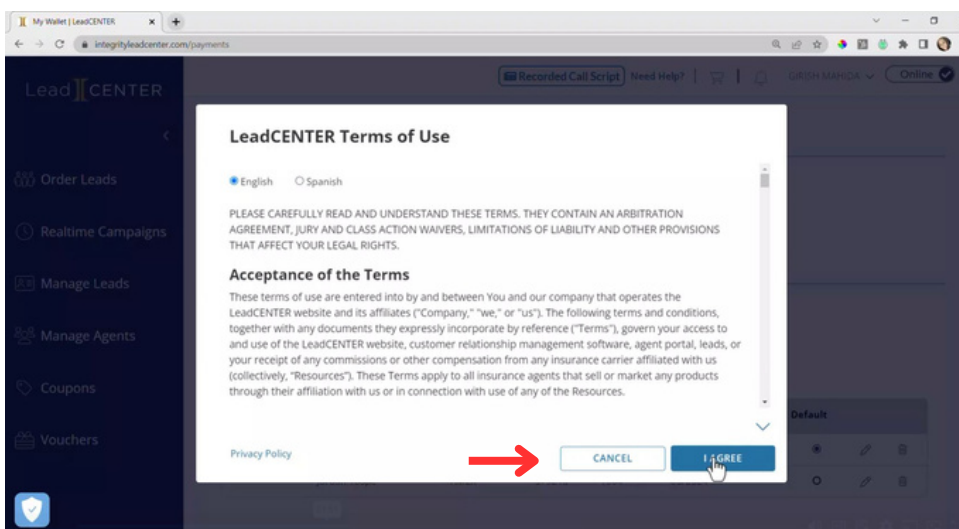 My Wallet | LeadCENTER
integrityleadcenter.com/payments
Lead CENTER
Recorded Call Script Need Help? GIRISH MAHIDA Online
LeadCENTER Terms of Use
English Spanish
PLEASE CAREFULLY READ AND UNDERSTAND THESE TERMS. THEY CONTAIN AN ARBITRATION
AGREEMENT, JURY AND CLASS ACTION WAIVERS, LIMITATIONS OF LIABILITY AND OTHER PROVISIONS
THAT AFFECT YOUR LEGAL RIGHTS.
Acceptance of the Terms
These terms of use are entered into by and between You and our company that operates the
LeadCENTER website and its affiliates ("Company," "we," or "us"). The following terms and conditions,
together with any documents they expressly incorporate by reference ("Terms"), govern your access to
and use of the LeadCENTER website, customer relationship management software, agent portal, leads, or
your receipt of any commissions or other compensation from any insurance carrier affiliated with us
(collectively, "Resources"). These Terms apply to all insurance agents that sell or market any products
through their affiliation with us or in connection with use of any of the Resources.
Privacy Policy
CANCEL
I AGREE
Order Leads
Realtime Campaigns
Manage Leads
Manage Agents
Coupons
Vouchers
Default